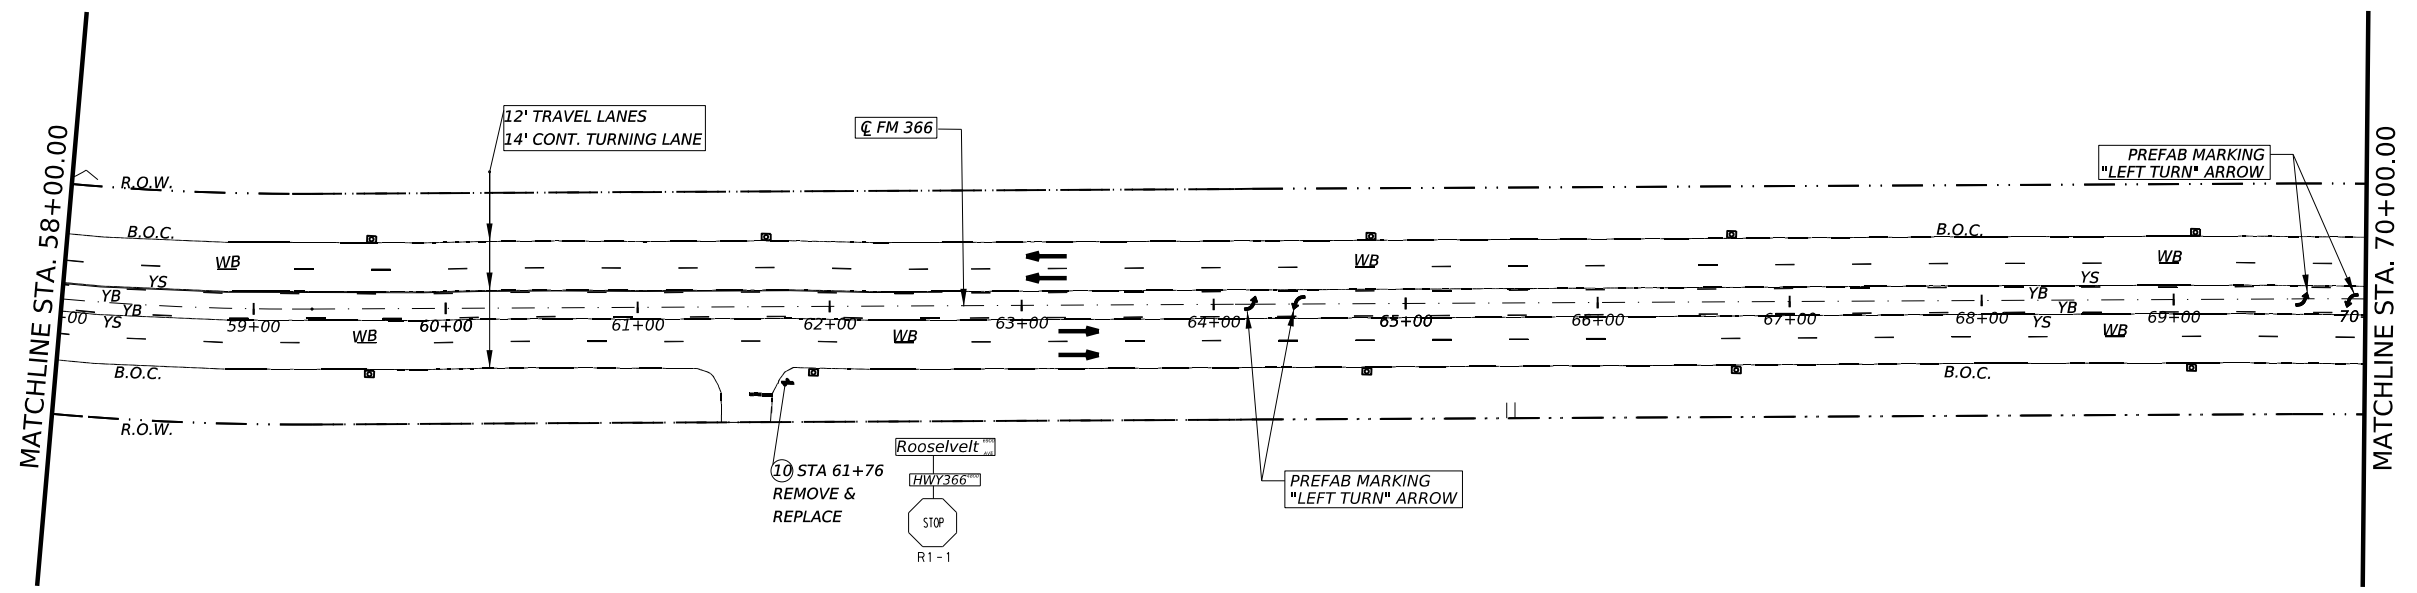 MATCHLINE STA. 58+00.00
12' TRAVEL LANES
14' CONT. TURNING LANE
℄ FM 366
PREFAB MARKING
"LEFT TURN" ARROW
MATCHLINE STA. 70+00.00
R.O.W.
B.O.C.
B.O.C.
WB
WB
WB
YS
YS
YB
YB
YB
YB
YS
YS
00
59+00
60+00
61+00
62+00
63+00
64+00
65+00
66+00
67+00
68+00
69+00
70
WB
WB
WB
B.O.C.
B.O.C.
R.O.W.
10 STA 61+76
REMOVE &
REPLACE
Rooselvelt
AVE
HWY366
STOP
R1-1
PREFAB MARKING
"LEFT TURN" ARROW